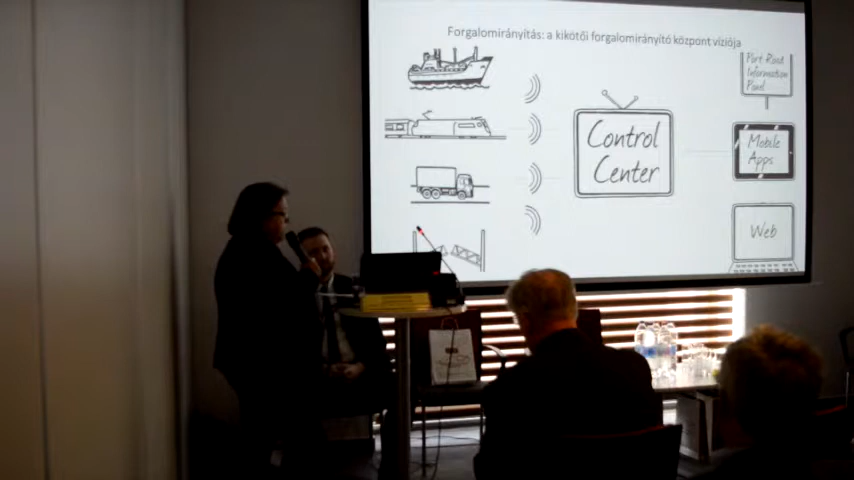 Forgalomirányítás: a kikötői forgalomirányító központ víziója
Port Road
Information
Panel
Control
Center
Mobile
Apps
Web